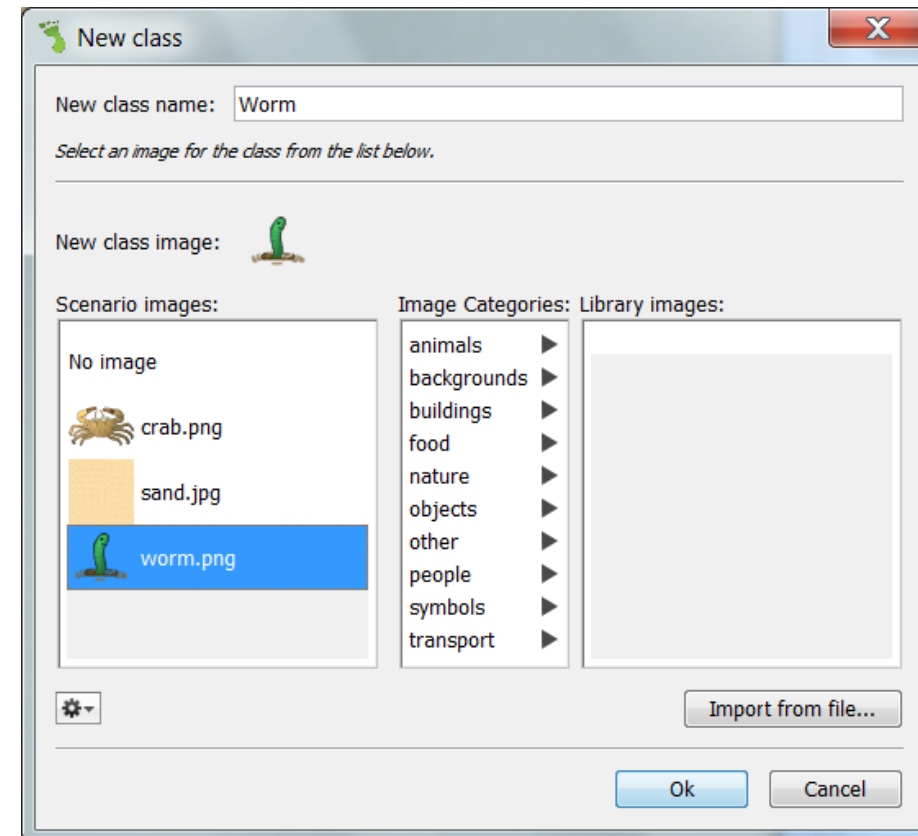 New class
New class name: Worm
Select an image for the class from the list below.
New class image:
Scenario images:
No image
crab.png
sand.jpg
worm.png
Image Categories:
animals
backgrounds
buildings
food
nature
objects
other
people
symbols
transport
Library images:
Import from file...
Ok
Cancel